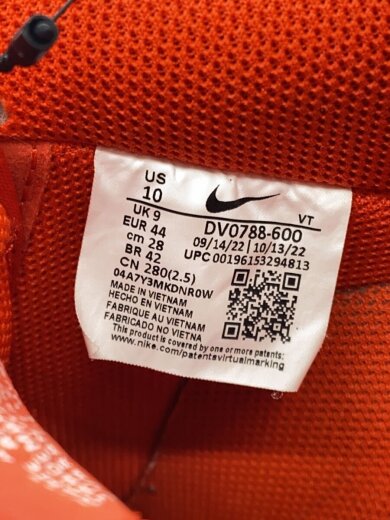 US
10
VT
UK 9
DV0788-600
EUR 44
09/14/22 | 10/13/22
cm 28
UPC 00196153294813
BR 42
CN 280(2.5)
04A7Y3MKDNR0W
MADE IN VIETNAM
HECHO EN VIETNAM
FABRIQUE AU VIETNAM
FABRICADO NO VIETNA
This product is covered by one or more patents:
www.nike.com/patentsvirtualmarking